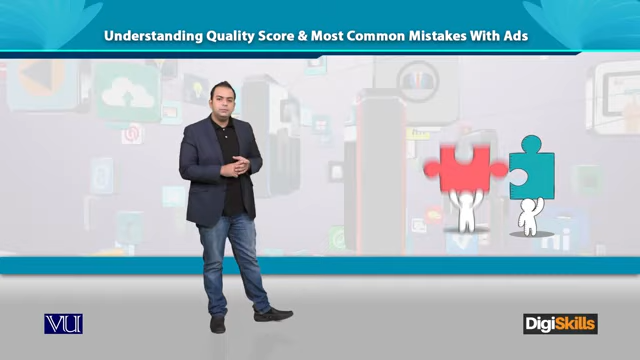 Understanding Quality Score & Most Common Mistakes With Ads
VU
DigiSkills